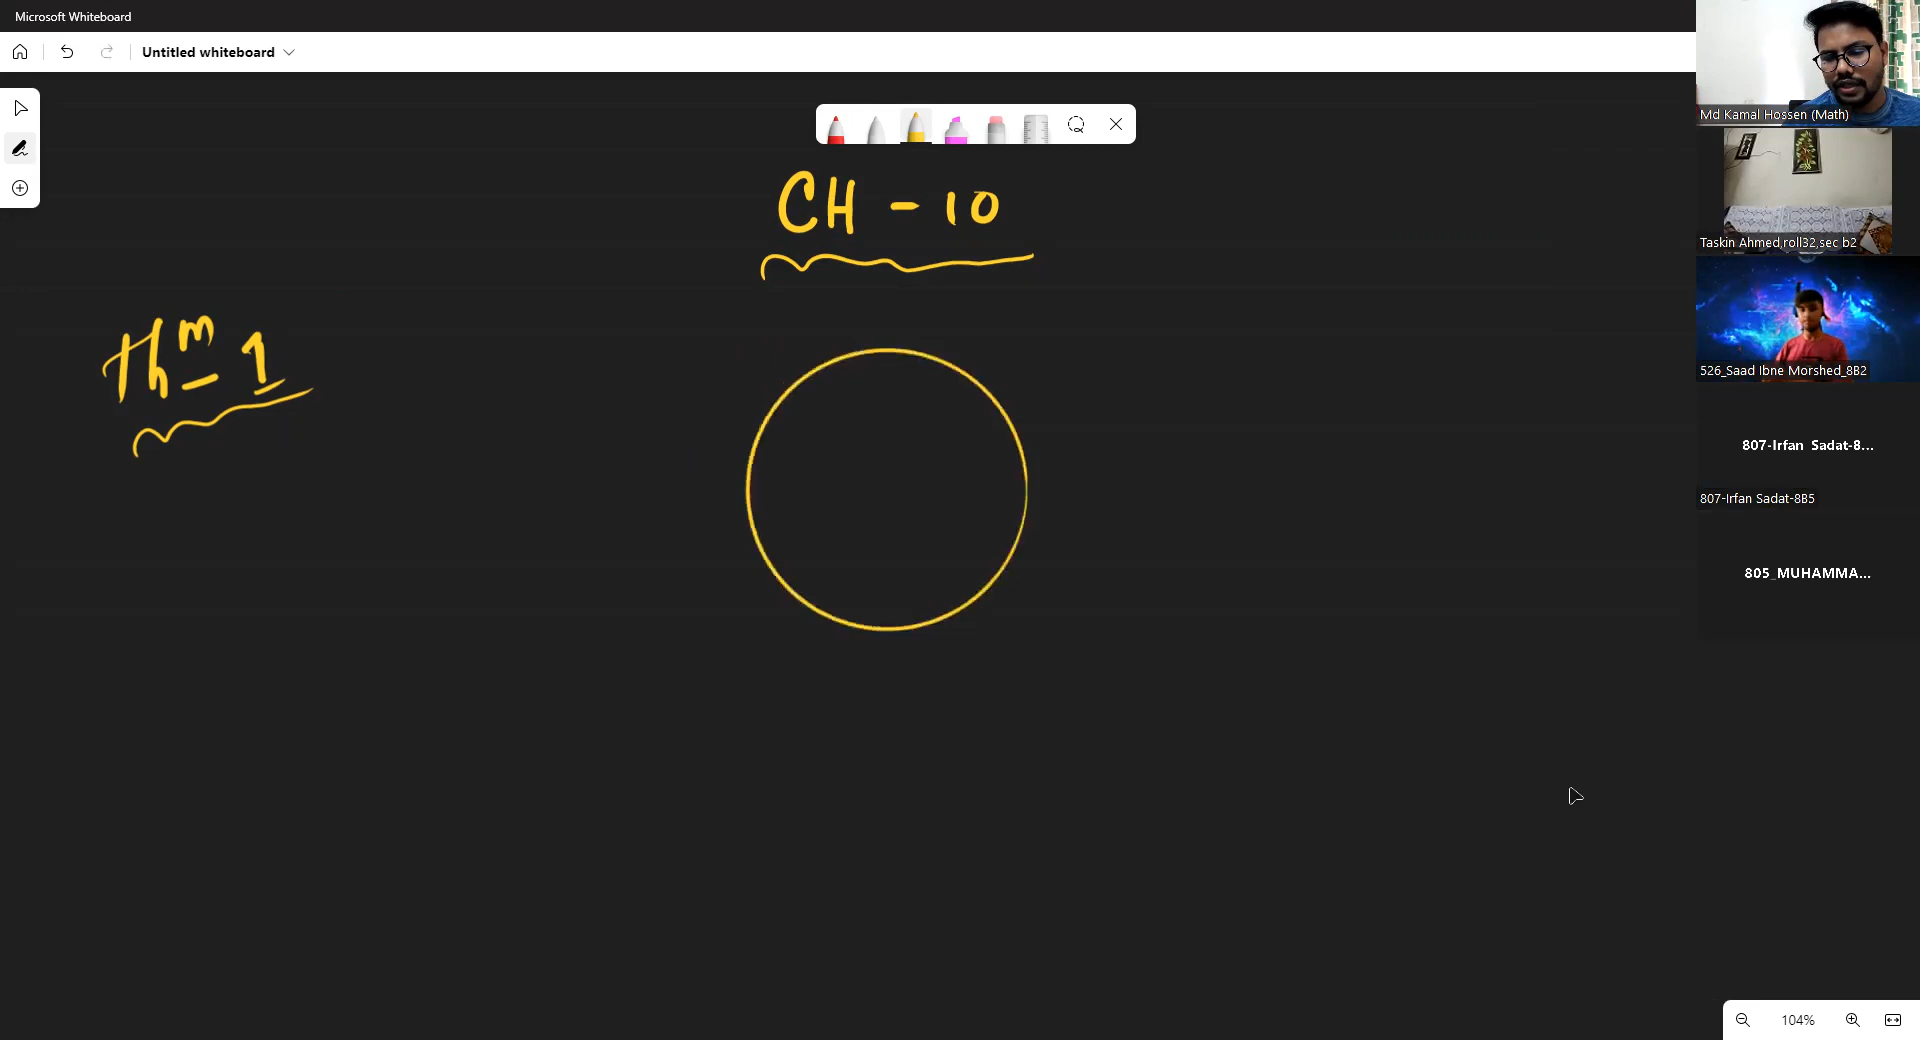 Microsoft Whiteboard
Untitled whiteboard
CH - 10
Thm - 1
Md Kamal Hossen (Math)
Taskin Ahmed,roll32,sec b2
526_Saad Ibne Morshed_8B2
807-Irfan Sadat-8...
807-Irfan Sadat-8B5
805_MUHAMMA...
104%